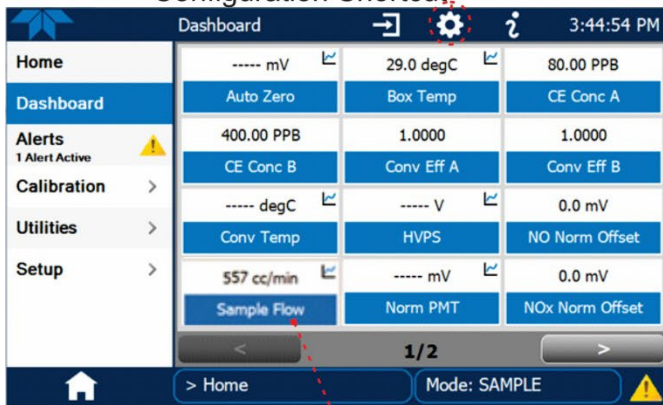 Dashboard
3:44:54 PM
Home
Dashboard
Alerts
1 Alert Active
Calibration >
Utilities >
Setup >
----- mV
29.0 degC
80.00 PPB
Auto Zero
Box Temp
CE Conc A
400.00 PPB
1.0000
1.0000
CE Conc B
Conv Eff A
Conv Eff B
----- degC
----- V
0.0 mV
Conv Temp
HVPS
NO Norm Offset
557 cc/min
----- mV
0.0 mV
Sample Flow
Norm PMT
NOx Norm Offset
<
1/2
>
> Home
Mode: SAMPLE